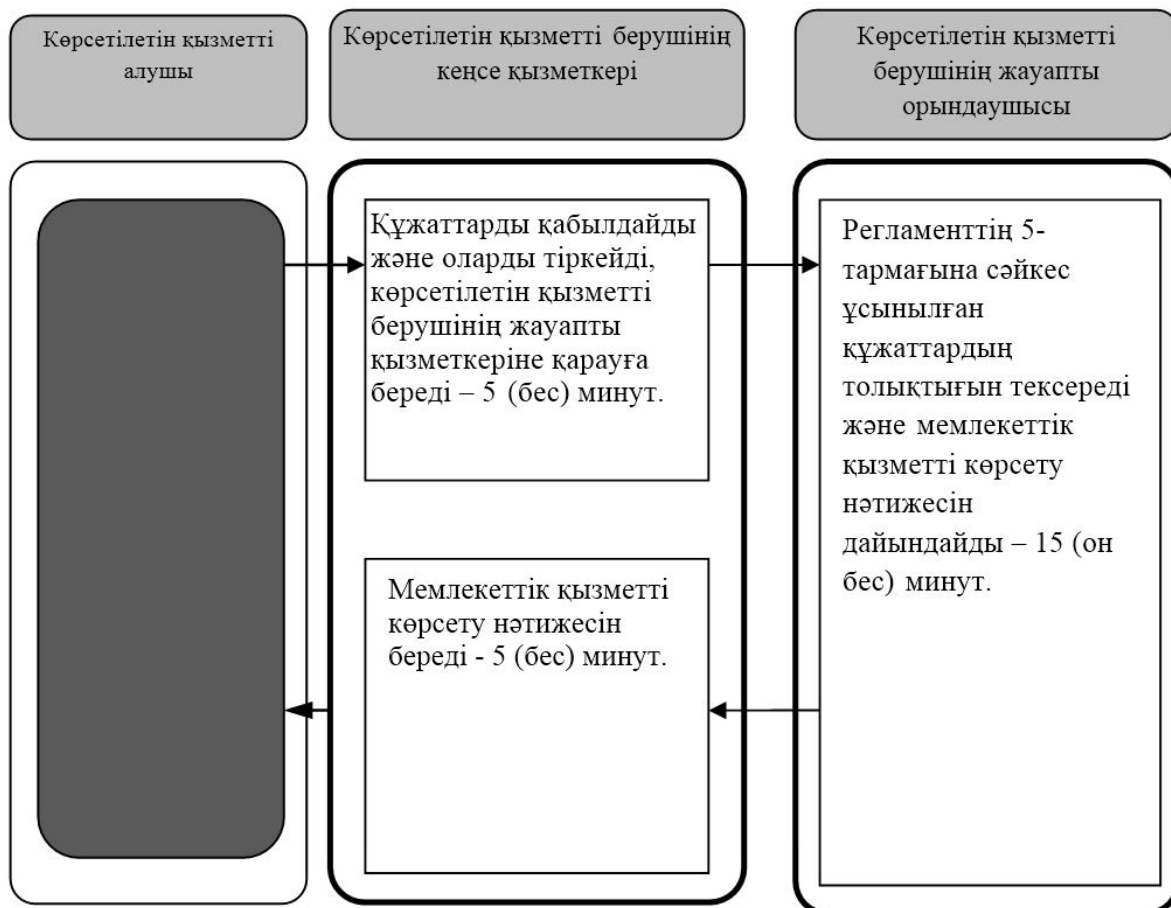 Көрсетілетін қызметті
алушы
Көрсетілетін қызметті берушінің
кеңсе қызметкері
Көрсетілетін қызметті
берушінің жауапты
орындаушысы
Құжаттарды қабылдайды
және оларды тіркейді,
көрсетілетін қызметті
берушінің жауапты
қызметкеріне қарауға
береді – 5 (бес) минут.
Мемлекеттік қызметті
көрсету нәтижесін
береді - 5 (бес) минут.
Регламенттің 5-
тармағына сәйкес
ұсынылған
құжаттардың
толықтығын тексереді
және мемлекеттік
қызметті көрсету
нәтижесін
дайындайды – 15 (он
бес) минут.